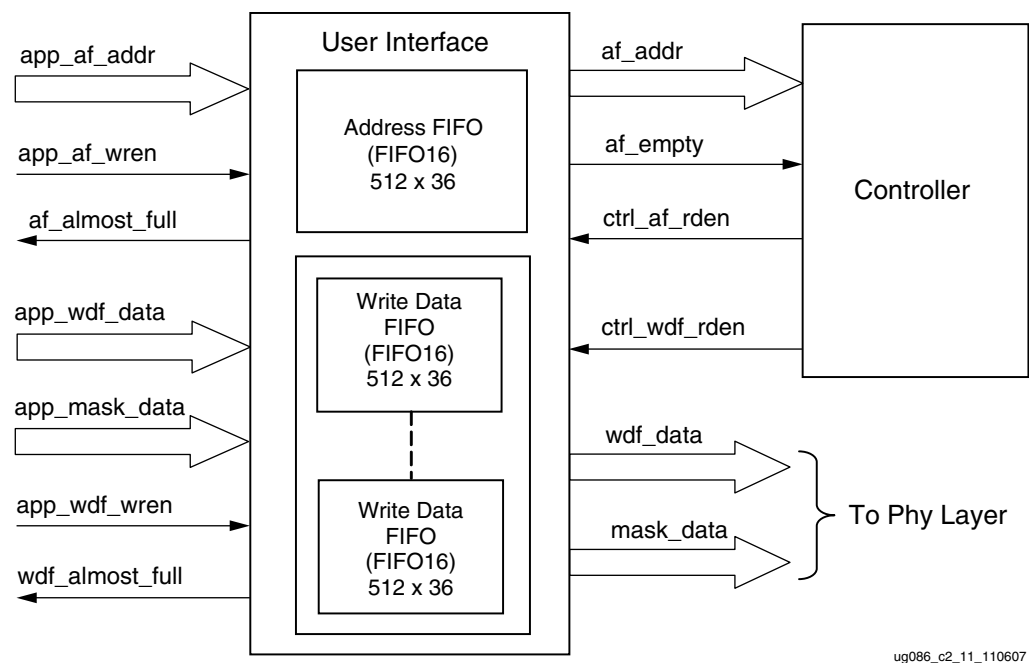 app_af_addr
app_af_wren
af_almost_full
app_wdf_data
app_mask_data
app_wdf_wren
wdf_almost_full
User Interface
Address FIFO
(FIFO16)
512 x 36
Write Data
FIFO
(FIFO16)
512 x 36
Write Data
FIFO
(FIFO16)
512 x 36
af_addr
af_empty
ctrl_af_rden
ctrl_wdf_rden
wdf_data
mask_data
Controller
To Phy Layer
ug086_c2_11_110607